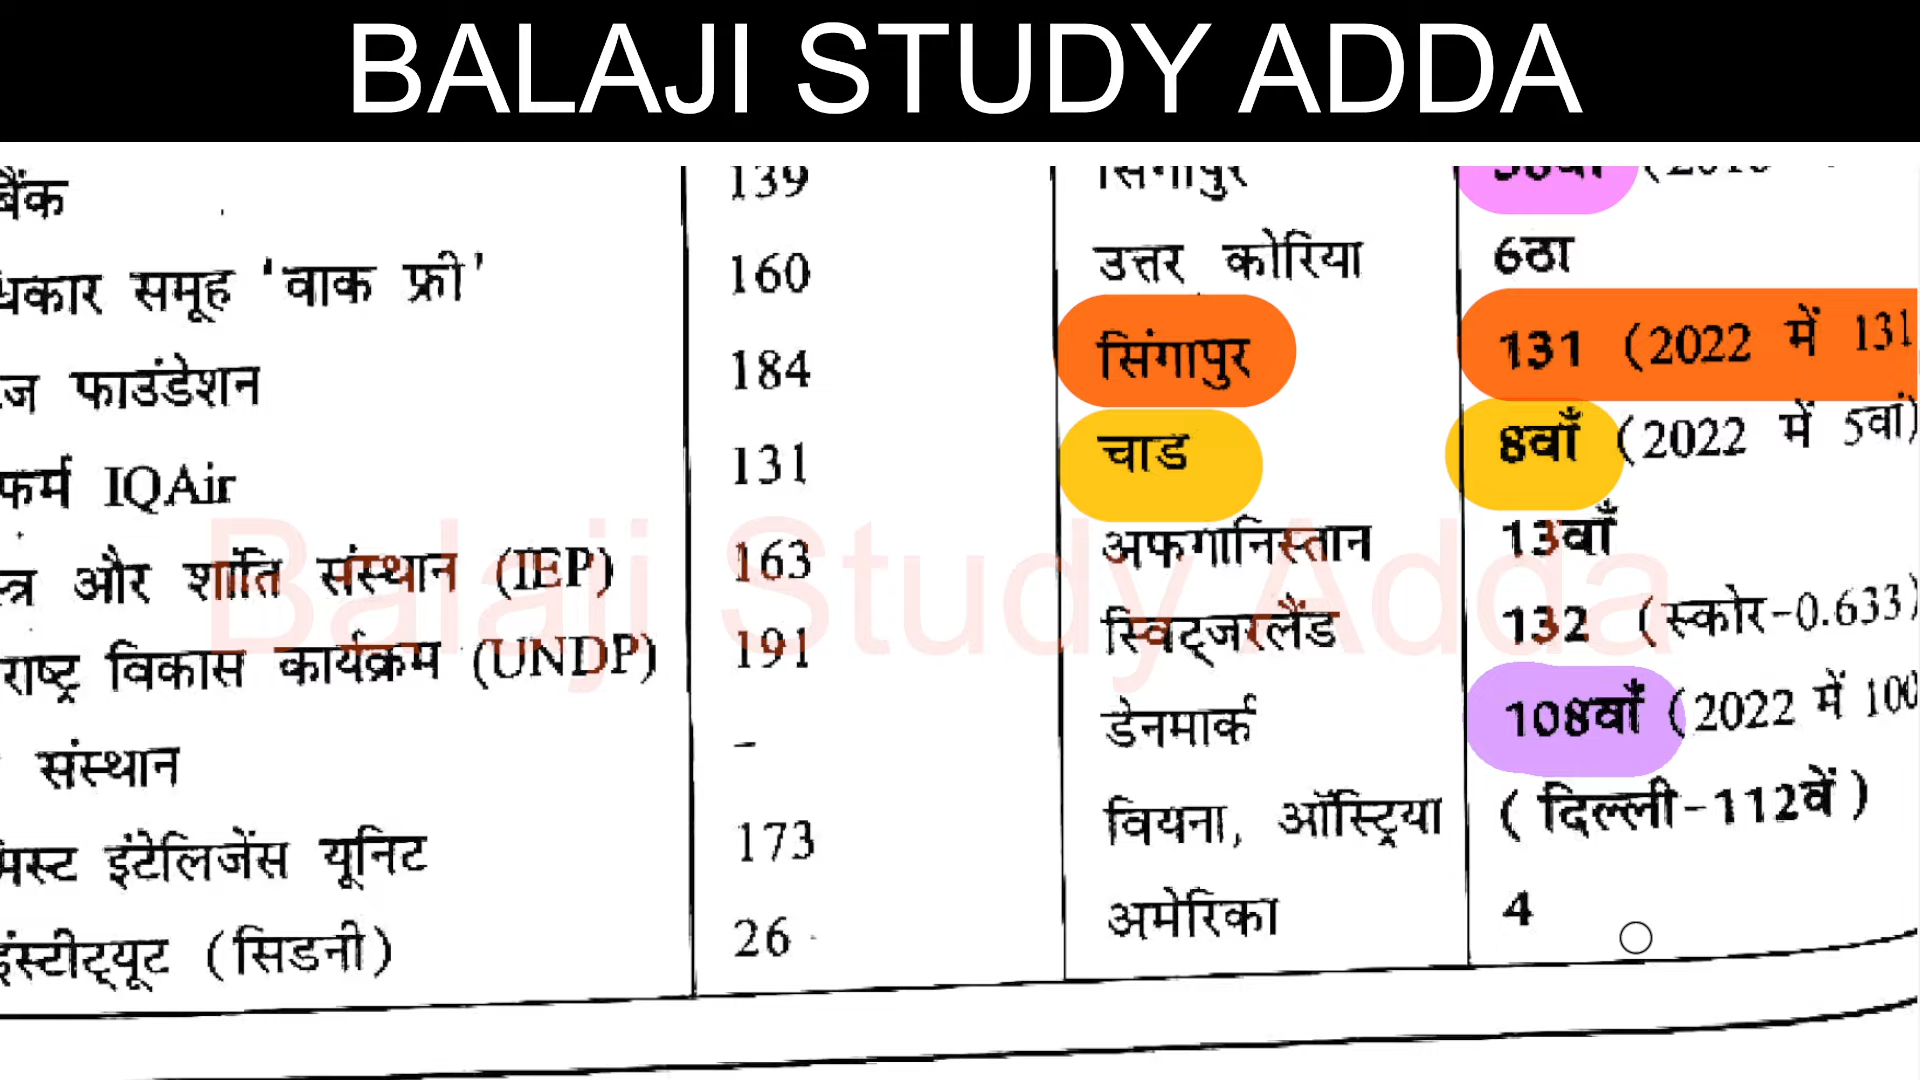 BALAJI STUDY ADDA
बैंक 139 सिंगापुर
धिकार समूह 'वाक फ्री' 160 उत्तर कोरिया 6ठा
ज फाउंडेशन 184 सिंगापुर 131 (2022 में 131
फर्म IQAir 131 चाड 8वाँ (2022 में 5वां)
त्र और शांति संस्थान (IEP) 163 अफगानिस्तान 13वाँ
राष्ट्र विकास कार्यक्रम (UNDP) 191 स्विट्जरलैंड 132 (स्कोर-0.633)
संस्थान - डेनमार्क 108वाँ (2022 में 100
मिस्ट इंटेलिजेंस यूनिट 173 वियना, ऑस्ट्रिया (दिल्ली-112वें)
इंस्टीट्यूट (सिडनी) 26 अमेरिका 4
Balaji Study Adda